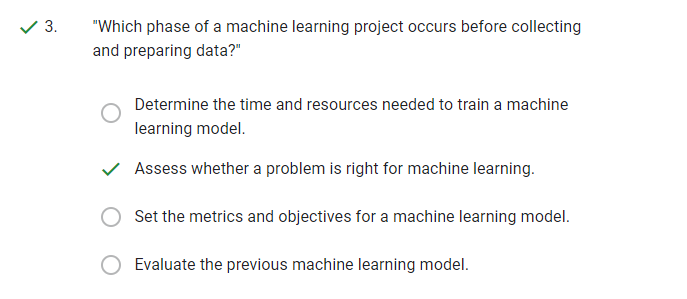 3. "Which phase of a machine learning project occurs before collecting
and preparing data?"
Determine the time and resources needed to train a machine
learning model.
Assess whether a problem is right for machine learning.
Set the metrics and objectives for a machine learning model.
Evaluate the previous machine learning model.